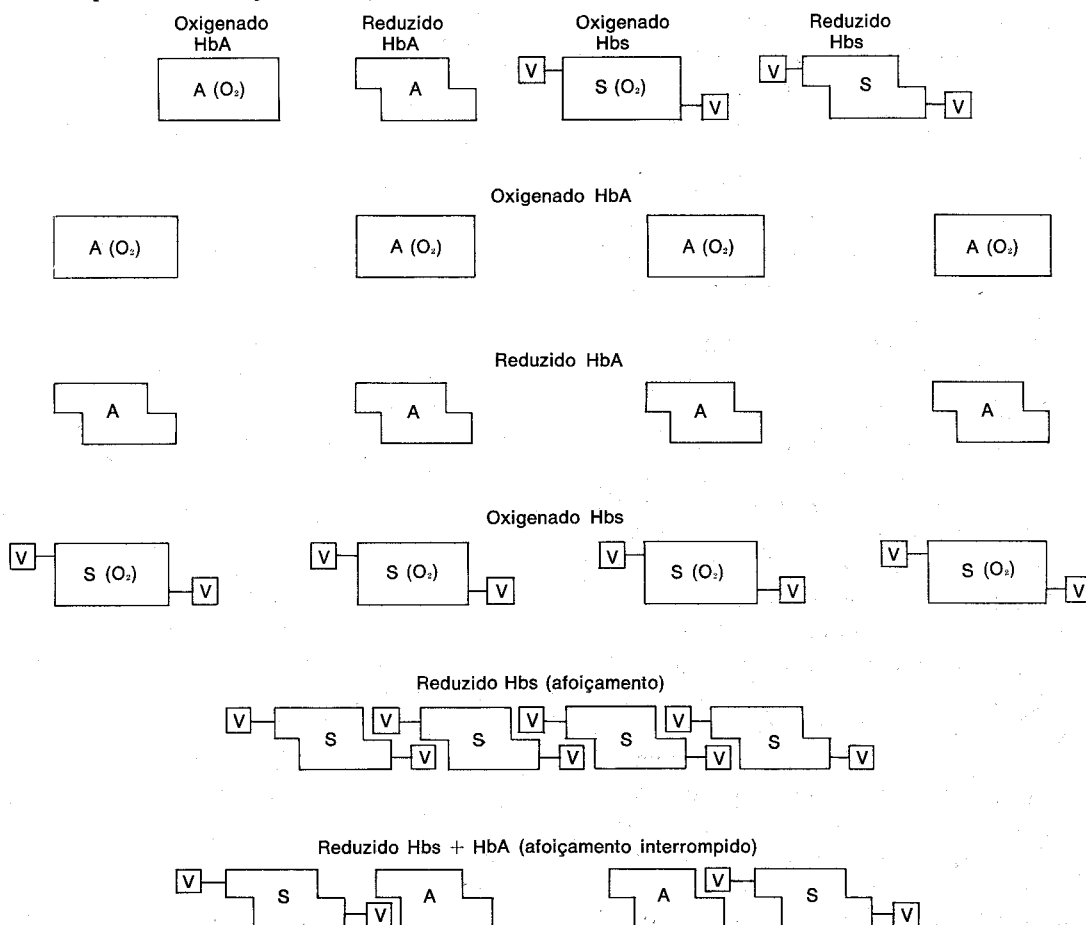 Oxigenado Reduzido Oxigenado Reduzido
HbA HbA Hbs Hbs
A (O₂) A V S (O₂) V V S V
Oxigenado HbA
A (O₂) A (O₂) A (O₂) A (O₂)
Reduzido HbA
A A A A
Oxigenado Hbs
V S (O₂) V V S (O₂) V V S (O₂) V V S (O₂) V
Reduzido Hbs (afoiçamento)
V S V V S V V S V V S V
Reduzido Hbs + HbA (afoiçamento interrompido)
V S V A A V S V